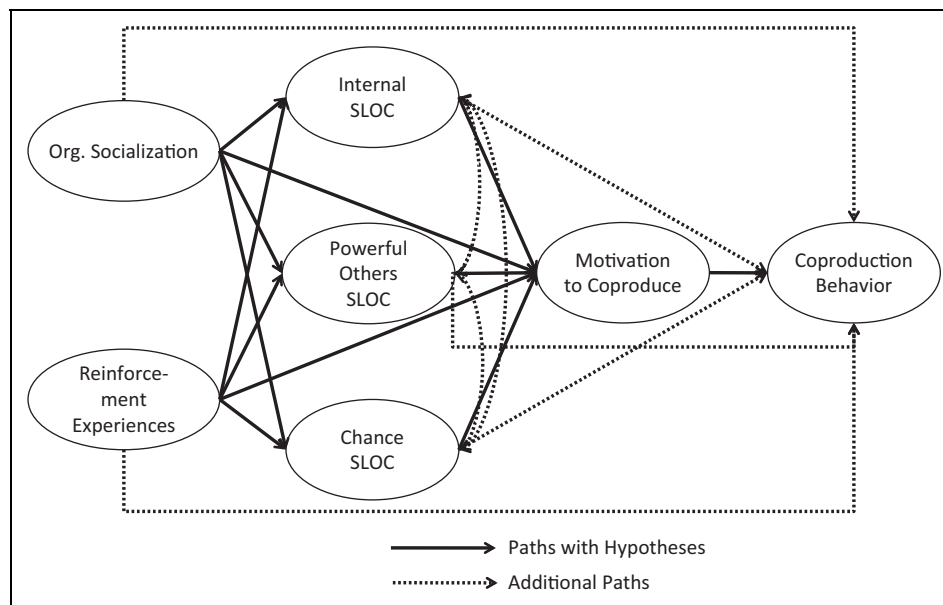 Internal
SLOC
Org. Socialization
Powerful
Others
SLOC
Motivation
to Coproduce
Coproduction
Behavior
Reinforce-
ment
Experiences
Chance
SLOC
Paths with Hypotheses
Additional Paths